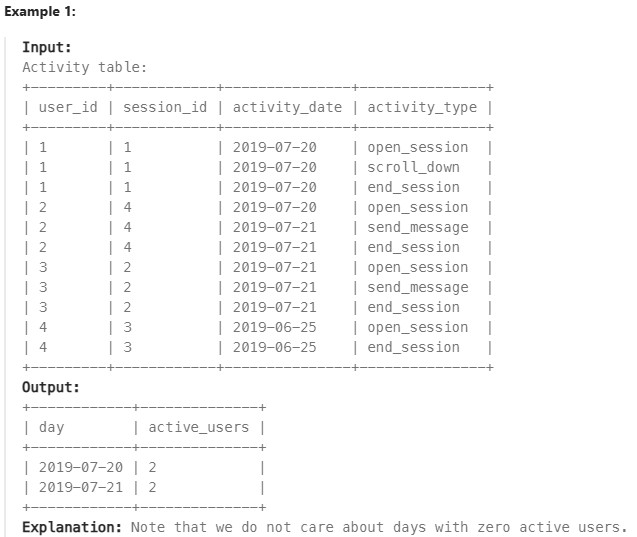 Example 1:
Input:
Activity table:
+---------+------------+---------------+---------------+
| user_id | session_id | activity_date | activity_type |
+---------+------------+---------------+---------------+
| 1       | 1          | 2019-07-20    | open_session  |
| 1       | 1          | 2019-07-20    | scroll_down   |
| 1       | 1          | 2019-07-20    | end_session   |
| 2       | 4          | 2019-07-20    | open_session  |
| 2       | 4          | 2019-07-21    | send_message  |
| 2       | 4          | 2019-07-21    | end_session   |
| 3       | 2          | 2019-07-21    | open_session  |
| 3       | 2          | 2019-07-21    | send_message  |
| 3       | 2          | 2019-07-21    | end_session   |
| 4       | 3          | 2019-06-25    | open_session  |
| 4       | 3          | 2019-06-25    | end_session   |
+---------+------------+---------------+---------------+
Output:
+------------+--------------+
| day        | active_users |
+------------+--------------+
| 2019-07-20 | 2            |
| 2019-07-21 | 2            |
+------------+--------------+
Explanation: Note that we do not care about days with zero active users.